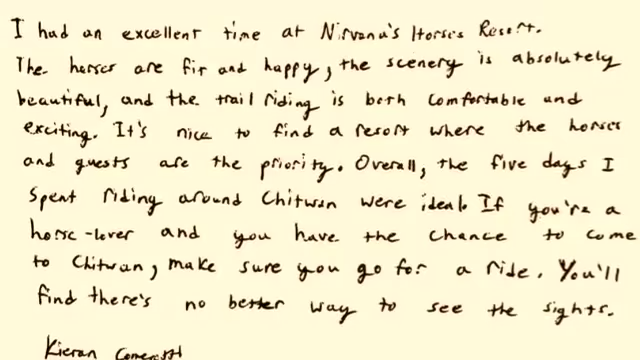 I had an excellent time at Nirvana's Horses Resort.
The horses are fit and happy, the scenery is absolutely
beautiful, and the trail riding is both comfortable and
exciting. It's nice to find a resort where the horses
and guests are the priority. Overall, the five days I
spent riding around Chitwan were ideal. If you're a
horse-lover and you have the chance to come
to Chitwan, make sure you go for a ride. You'll
find there's no better way to see the sights.
Kieran